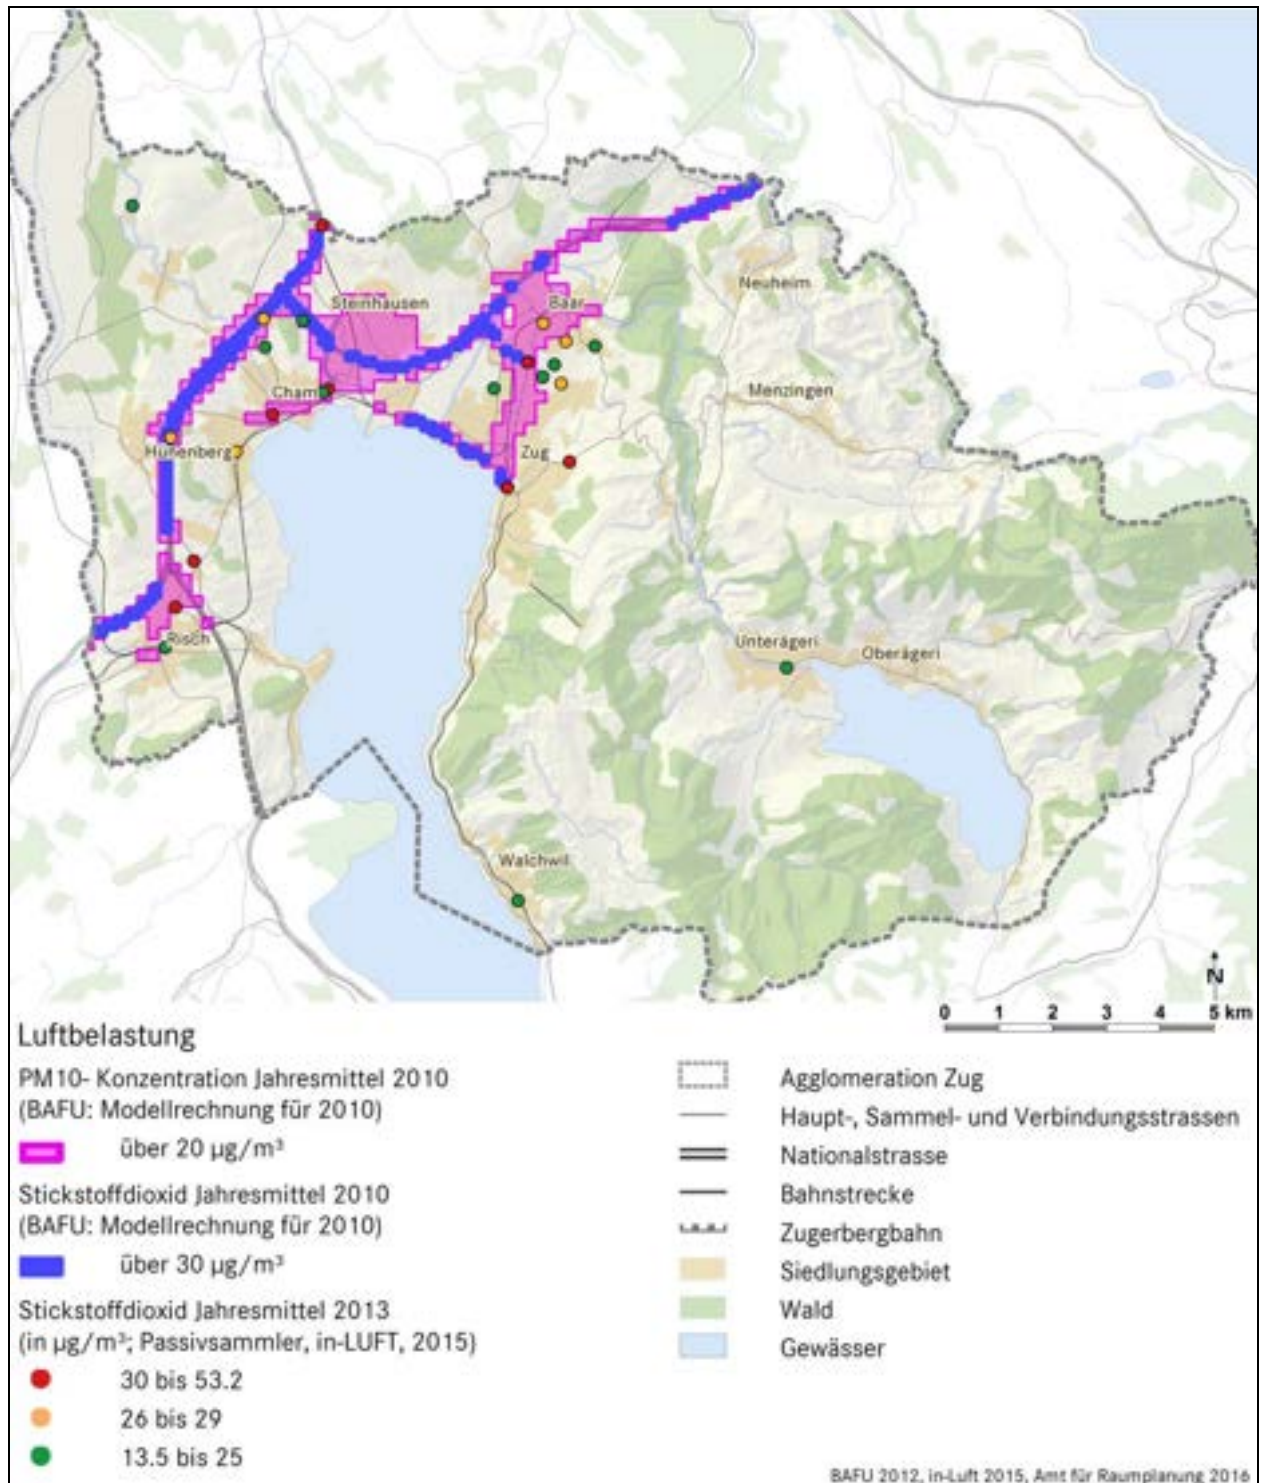 Steinhausen
Baar
Neuheim
Cham
Menzingen
Hünenberg
Zug
Risch
Unterägeri
Oberägeri
Walchwil
N
0 1 2 3 4 5 km
Luftbelastung
PM10- Konzentration Jahresmittel 2010
(BAFU: Modellrechnung für 2010)
über 20 µg/m³
Stickstoffdioxid Jahresmittel 2010
(BAFU: Modellrechnung für 2010)
über 30 µg/m³
Stickstoffdioxid Jahresmittel 2013
(in µg/m³; Passivsammler, in-LUFT, 2015)
30 bis 53.2
26 bis 29
13.5 bis 25
Agglomeration Zug
Haupt-, Sammel- und Verbindungsstrassen
Nationalstrasse
Bahnstrecke
Zugerbergbahn
Siedlungsgebiet
Wald
Gewässer
BAFU 2012, in-Luft 2015, Amt für Raumplanung 2016